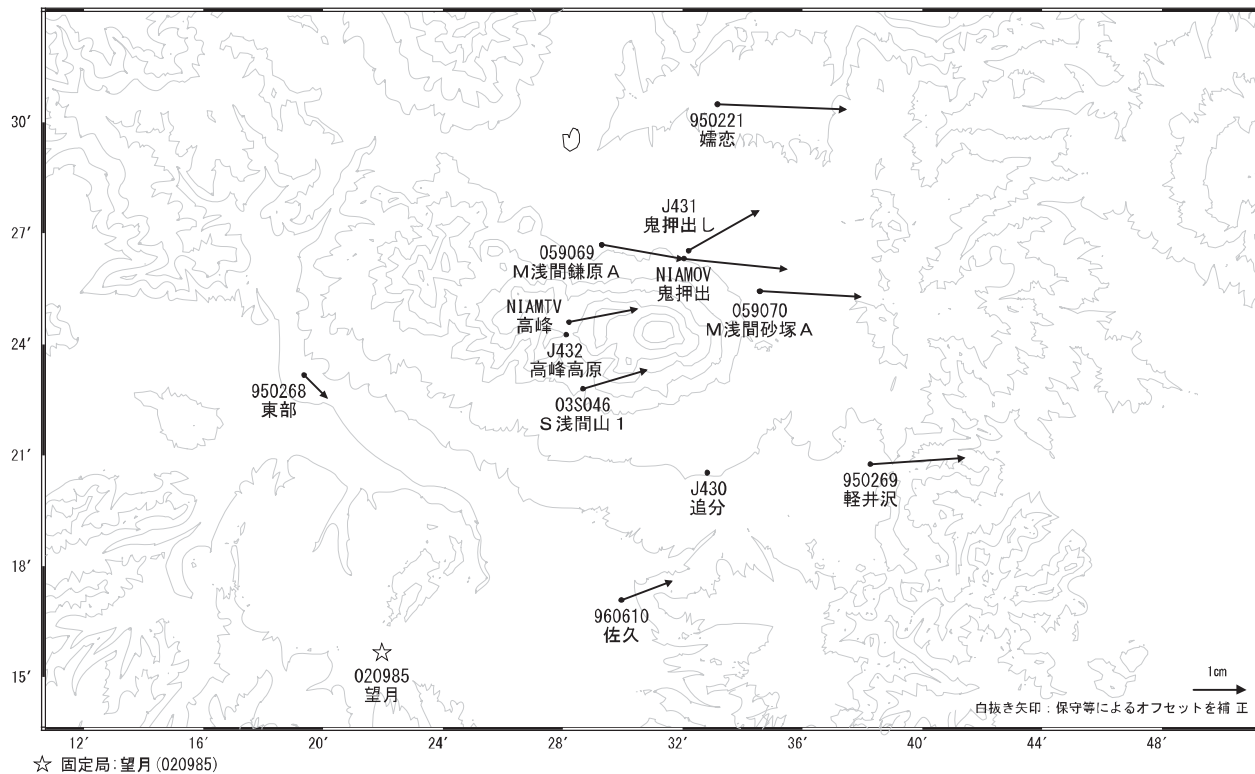 30′
950221
嬬恋
J431
鬼押出し
27′
059069
M浅間鎌原A
NIAMOV
鬼押出
059070
M浅間砂塚A
NIAMTV
高峰
24′
J432
高峰高原
950268
東部
03S046
S浅間山1
21′
J430
追分
950269
軽井沢
18′
960610
佐久
15′
020985
望月
1cm
白抜き矢印：保守等によるオフセットを補 正
12′ 16′ 20′ 24′ 28′ 32′ 36′ 40′ 44′ 48′
☆ 固定局:望月(020985)